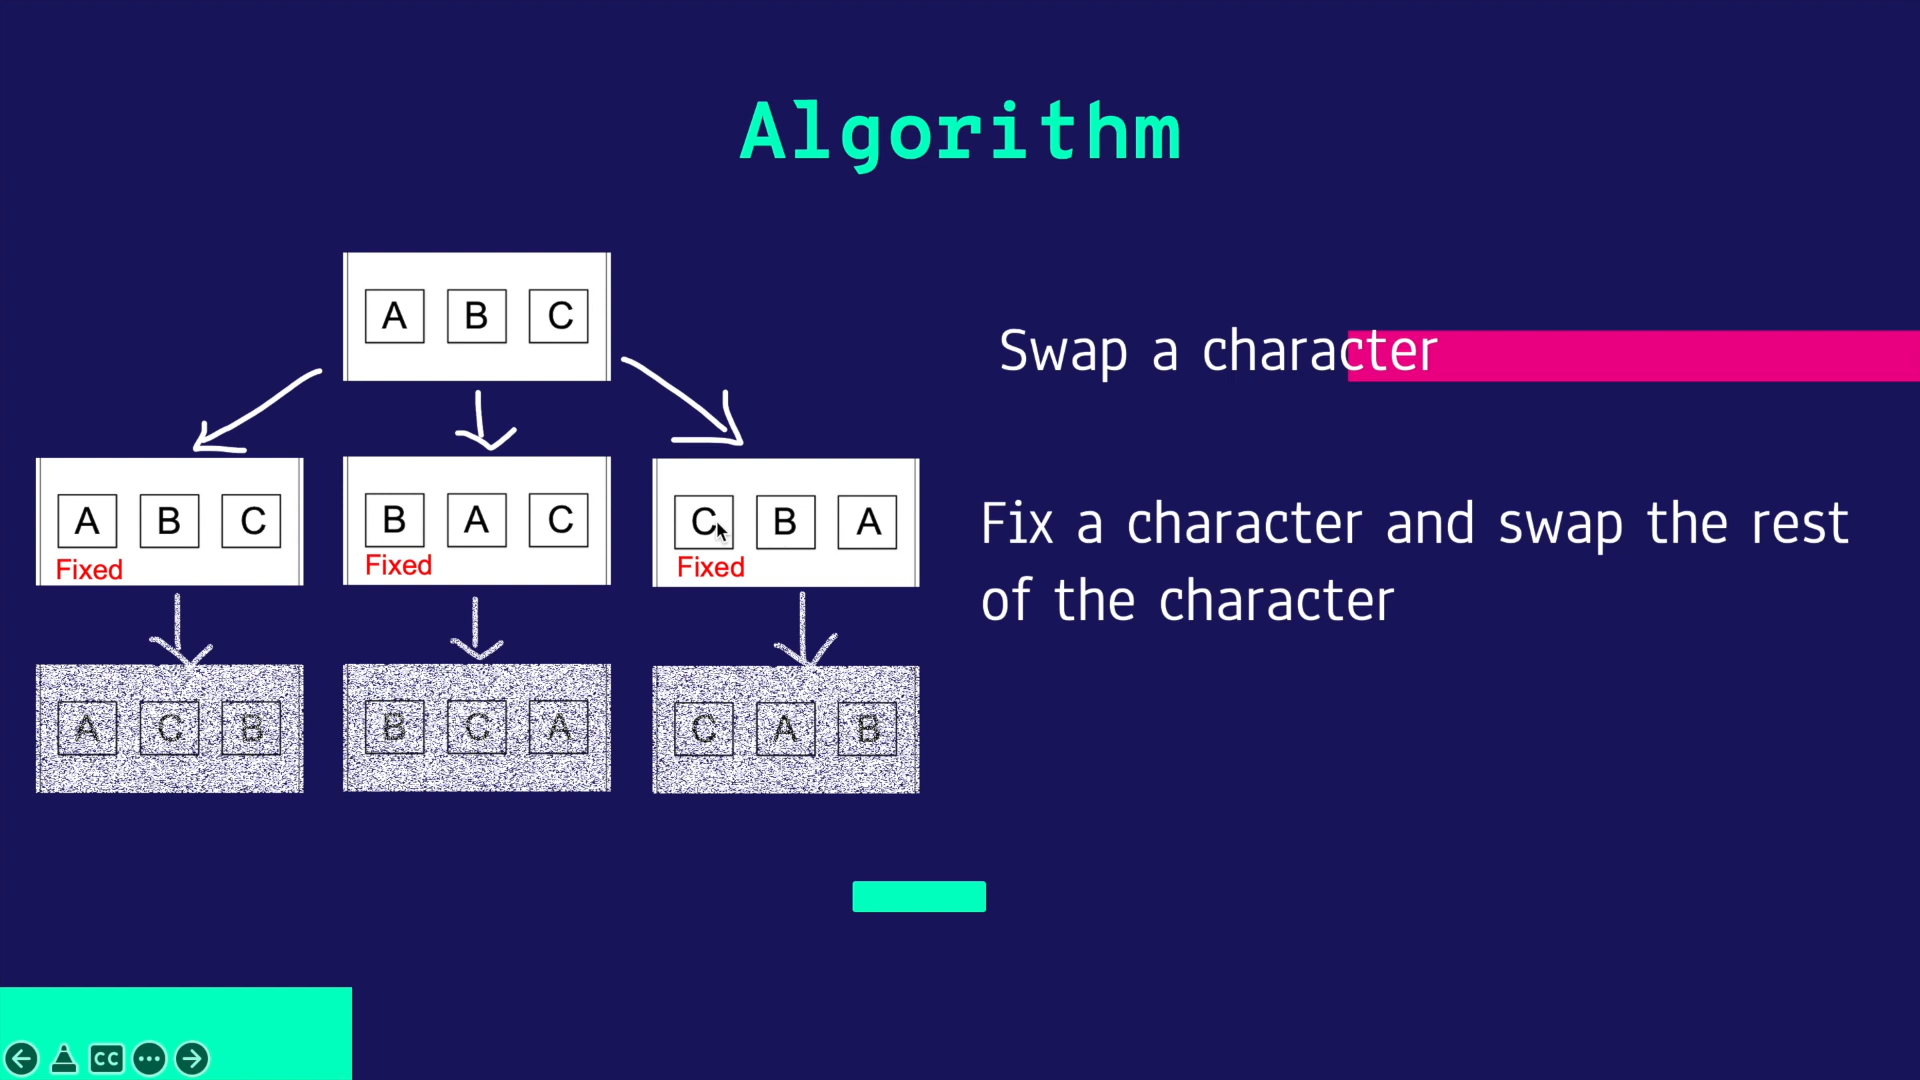 Algorithm
A B C
Swap a character
A B C
Fixed
B A C
Fixed
C B A
Fixed
Fix a character and swap the rest
of the character
A C B
B C A
C A B
CC